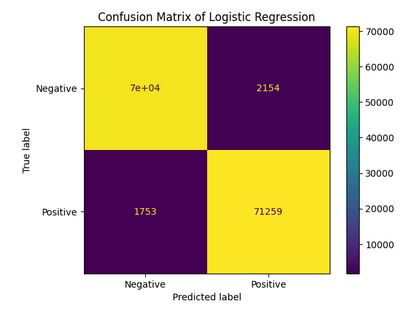 Confusion Matrix of Logistic Regression
True label
Negative
7e+04
2154
Positive
1753
71259
Negative
Positive
Predicted label
70000
60000
50000
40000
30000
20000
10000